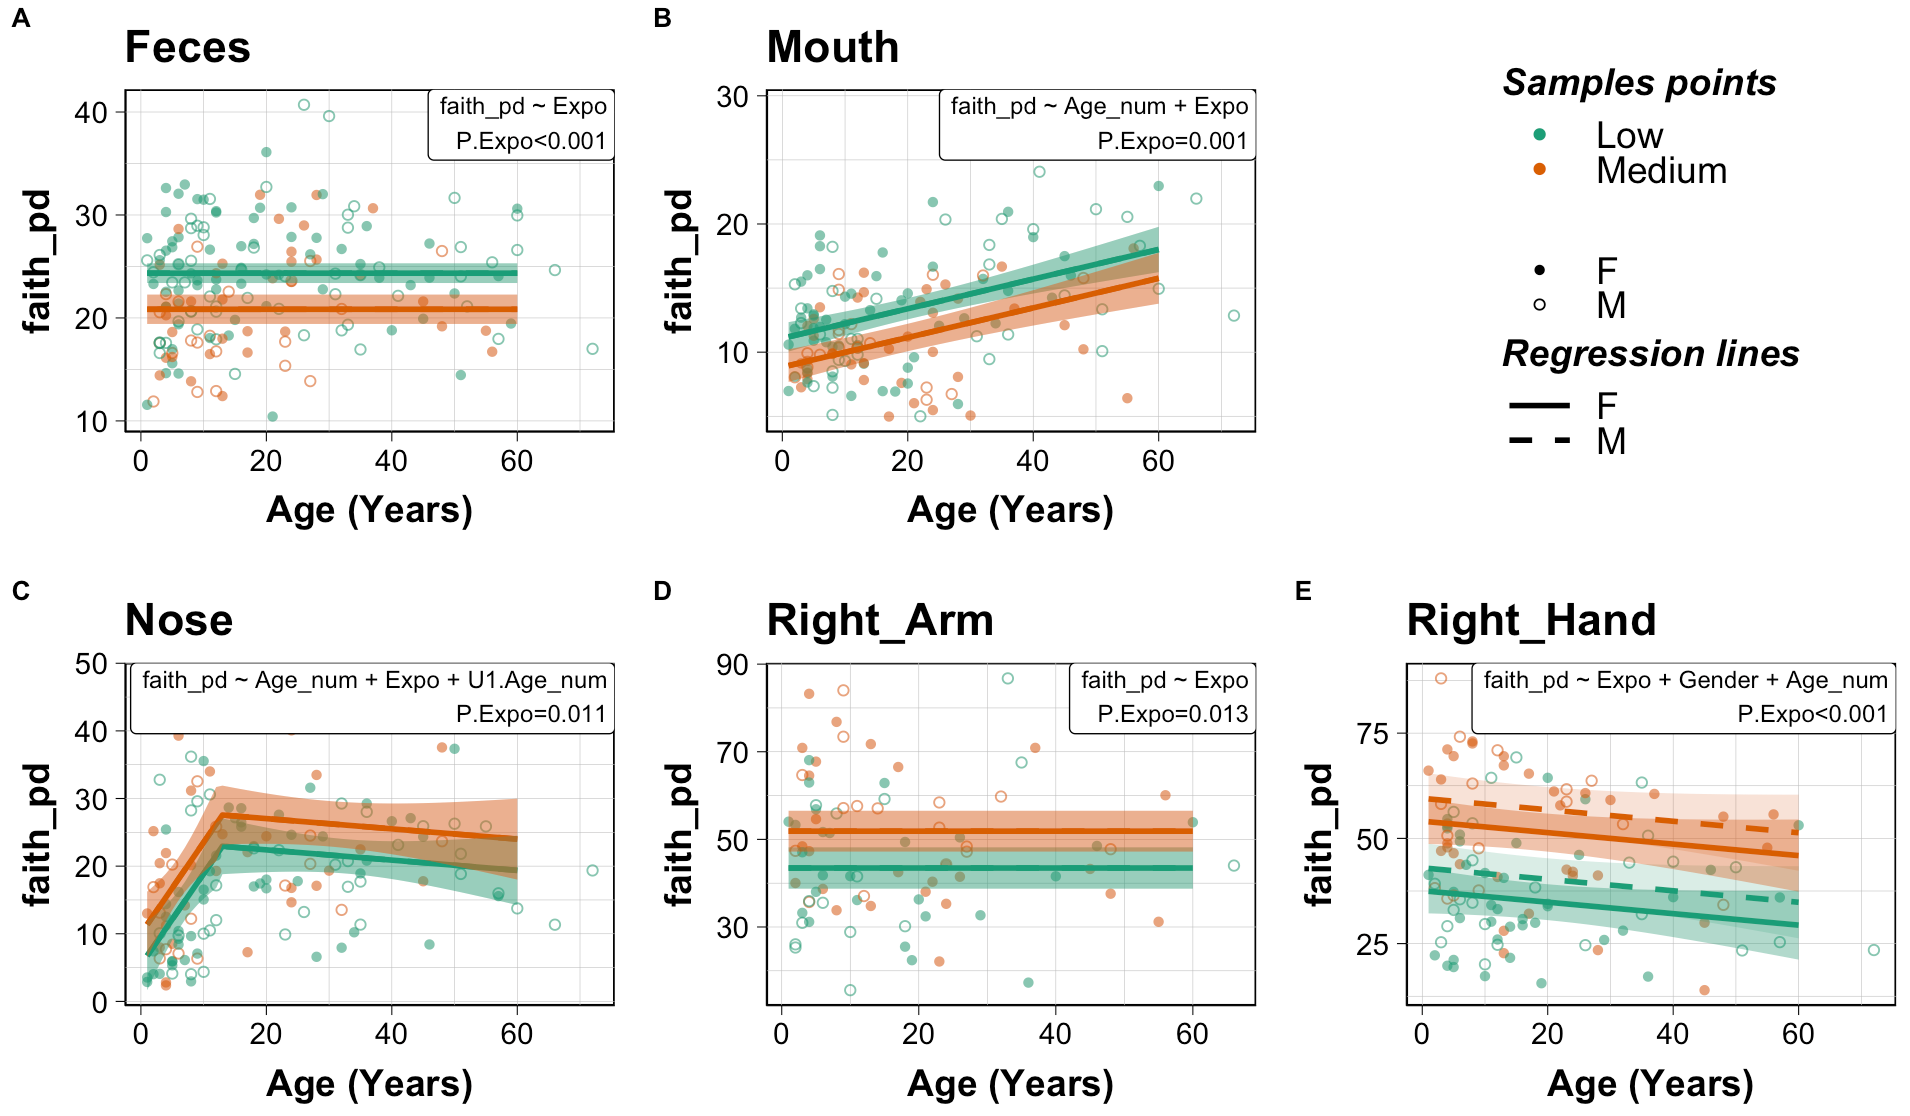 A
Feces
faith_pd ~ Expo
P.Expo<0.001
40
30
20
10
faith_pd
0 20 40 60
Age (Years)
B
Mouth
faith_pd ~ Age_num + Expo
P.Expo=0.001
30
20
10
faith_pd
0 20 40 60
Age (Years)
Samples points
Low
Medium
F
M
Regression lines
F
M
C
Nose
faith_pd ~ Age_num + Expo + U1.Age_num
P.Expo=0.011
50
40
30
20
10
0
faith_pd
0 20 40 60
Age (Years)
D
Right_Arm
faith_pd ~ Expo
P.Expo=0.013
90
70
50
30
faith_pd
0 20 40 60
Age (Years)
E
Right_Hand
faith_pd ~ Expo + Gender + Age_num
P.Expo<0.001
75
50
25
faith_pd
0 20 40 60
Age (Years)